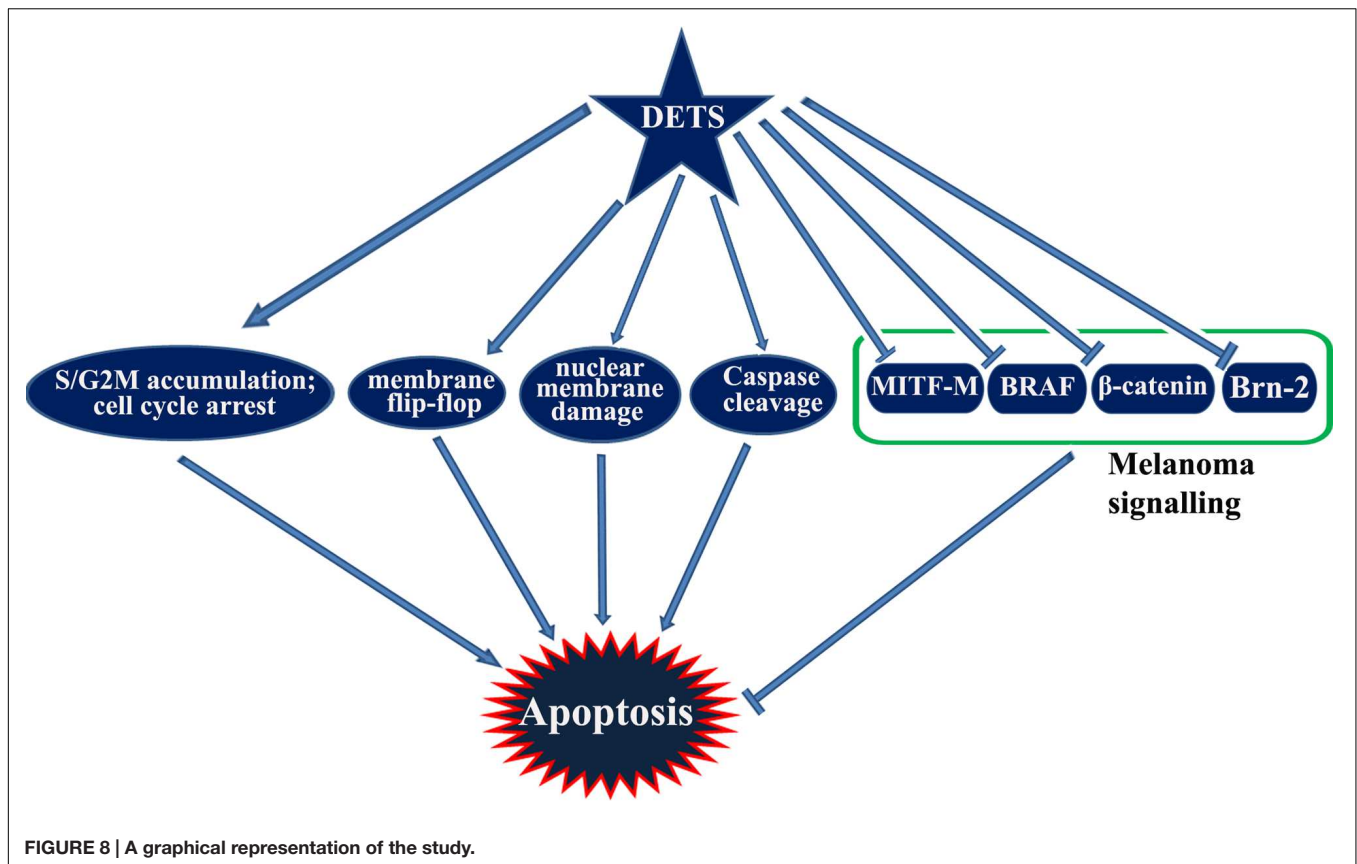 DETS
S/G2M accumulation;
cell cycle arrest
membrane
flip-flop
nuclear
membrane
damage
Caspase
cleavage
MITF-M
BRAF
β-catenin
Brn-2
Melanoma
signalling
Apoptosis
FIGURE 8 | A graphical representation of the study.